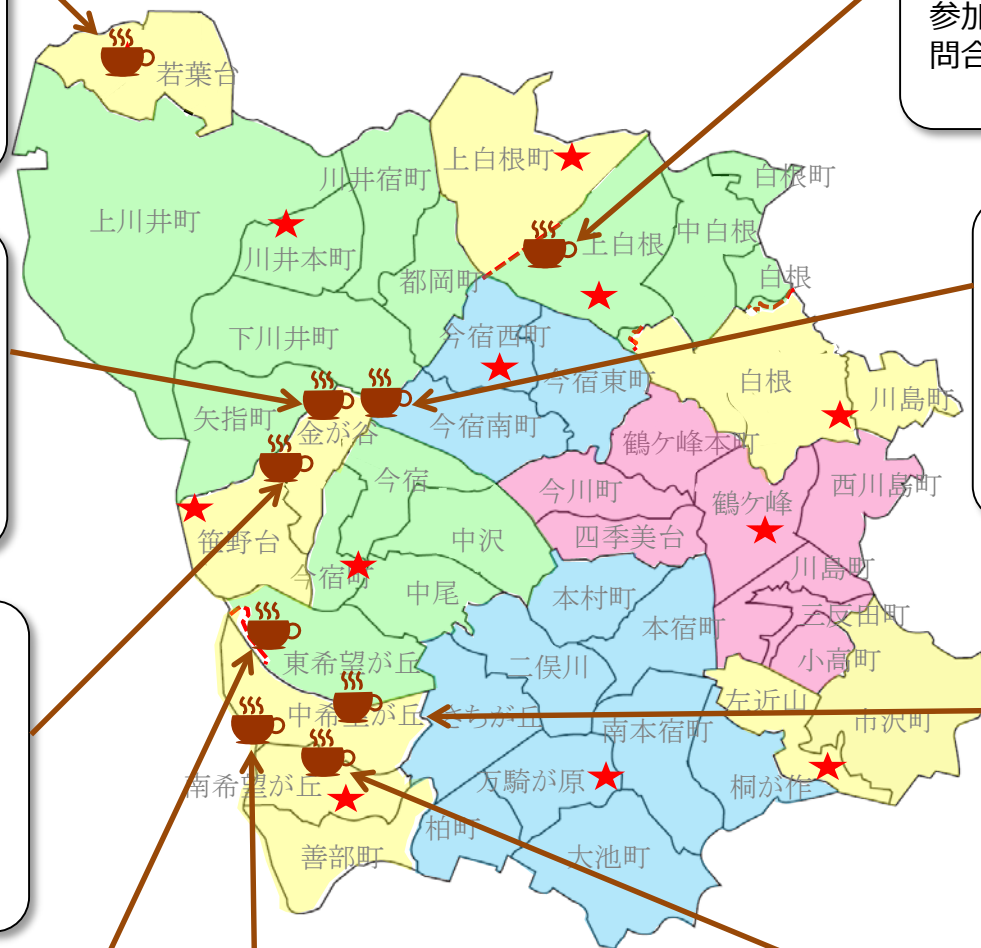 参加
問合
若葉台
上白根町
川井宿町
白根町
上川井町
中白根
上白根
川井本町
都岡町
白根
下川井町
今宿西町
今宿東町
白根
川島町
矢指町
金が谷
今宿南町
鶴ケ峰本町
今宿
今川町
鶴ケ峰
西川島町
笹野台
中沢
四季美台
今宿町
中尾
本村町
川島町
本宿町
三反田町
東希望が丘
二俣川
小高町
中希望が丘
さちが丘
左近山
南本宿町
市沢町
南希望が丘
万騎が原
桐が作
柏町
善部町
大池町